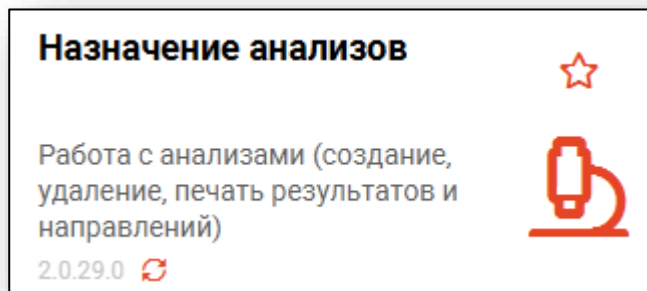 Назначение анализов
Работа с анализами (создание,
удаление, печать результатов и
направлений)
2.0.29.0